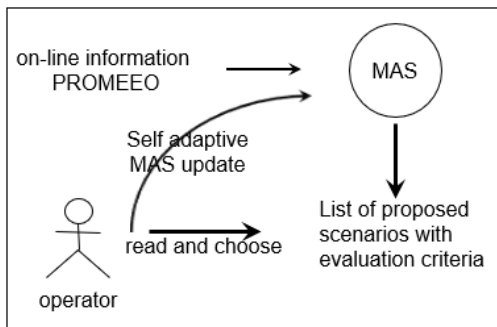 on-line information
PROMEEO
MAS
Self adaptive
MAS update
List of proposed
scenarios with
evaluation criteria
read and choose
operator